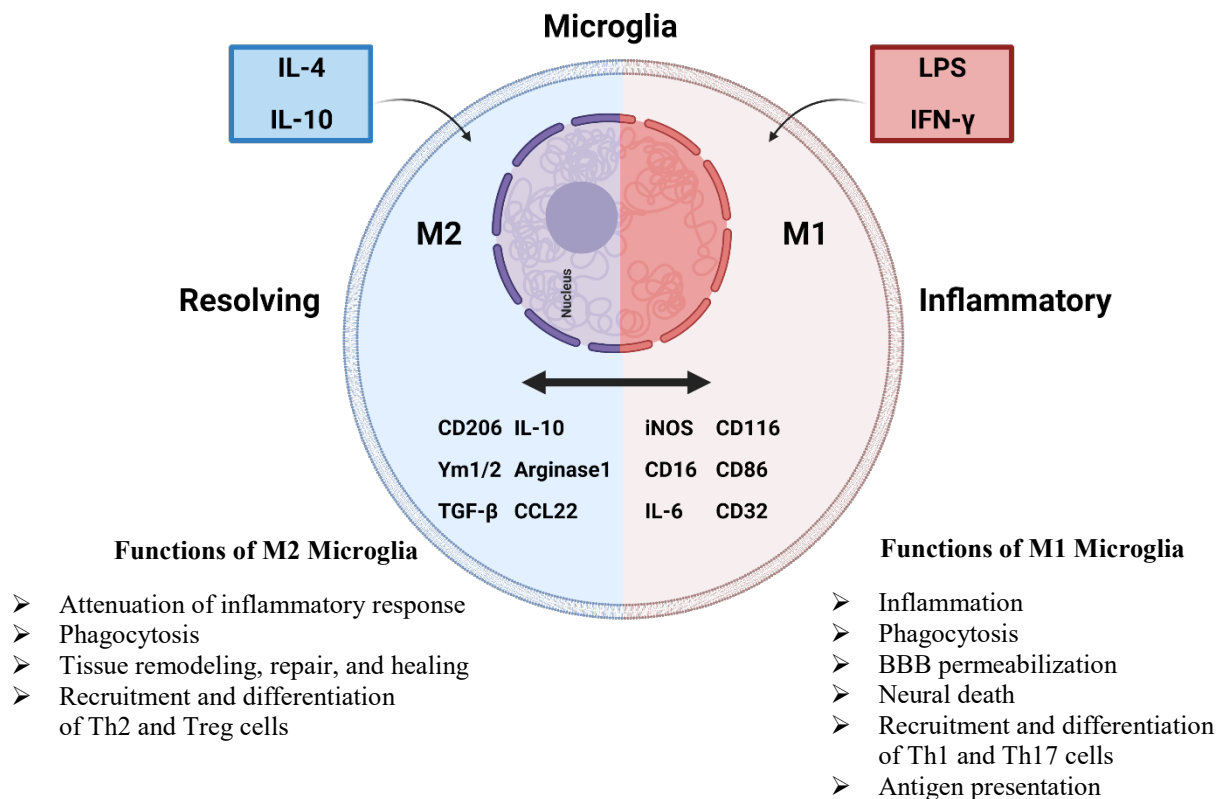 Microglia
IL-4
IL-10
LPS
IFN-γ
M2
M1
Nucleus
Resolving
Inflammatory
CD206 IL-10
Ym1/2 Arginase1
TGF-β CCL22
iNOS CD116
CD16 CD86
IL-6 CD32
Functions of M2 Microglia
➢ Attenuation of inflammatory response
➢ Phagocytosis
➢ Tissue remodeling, repair, and healing
➢ Recruitment and differentiation
of Th2 and Treg cells
Functions of M1 Microglia
➢ Inflammation
➢ Phagocytosis
➢ BBB permeabilization
➢ Neural death
➢ Recruitment and differentiation
of Th1 and Th17 cells
➢ Antigen presentation